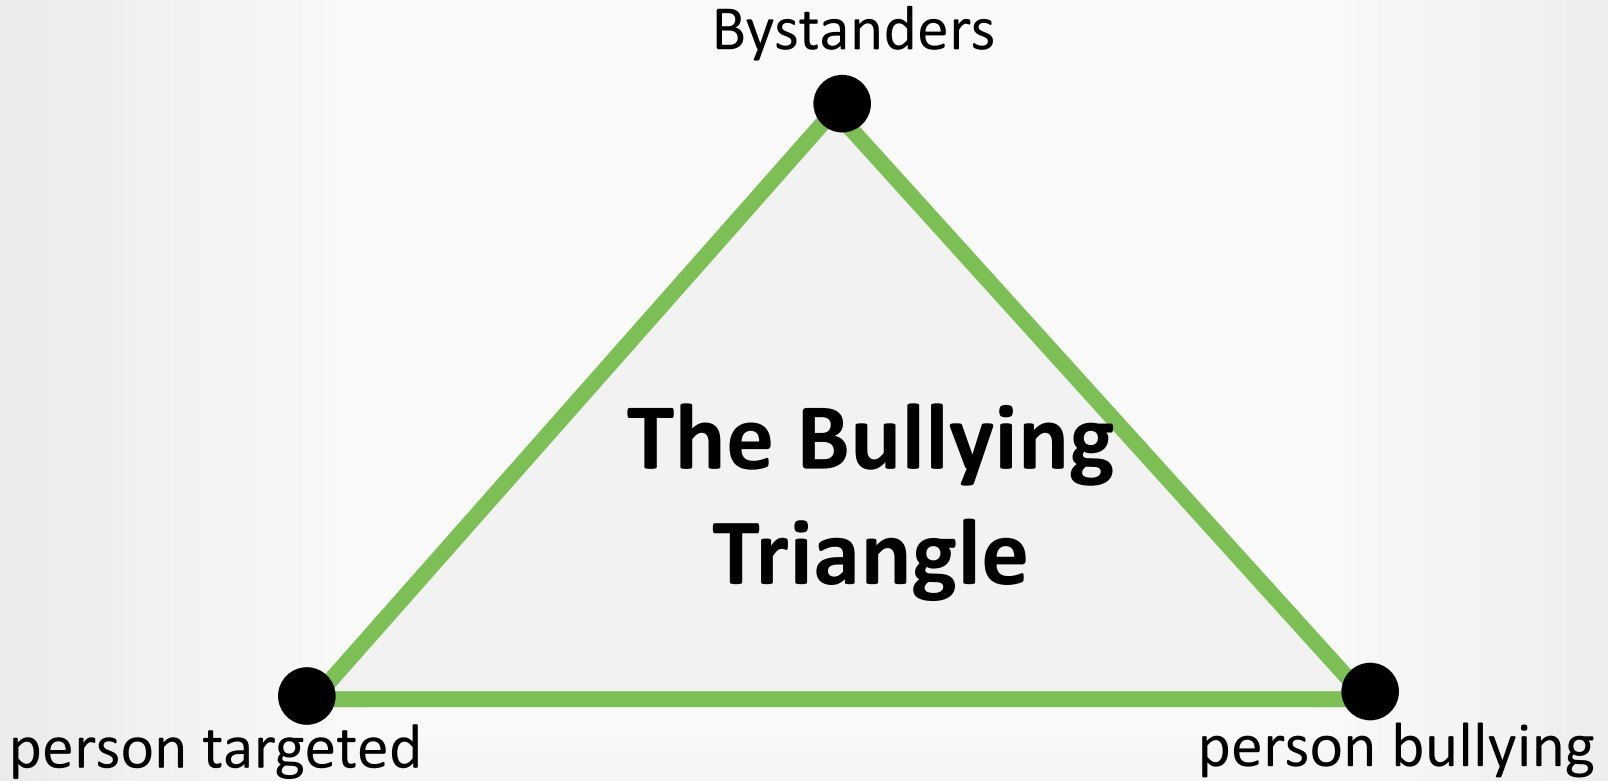 Bystanders
The Bullying
Triangle
person targeted
person bullying